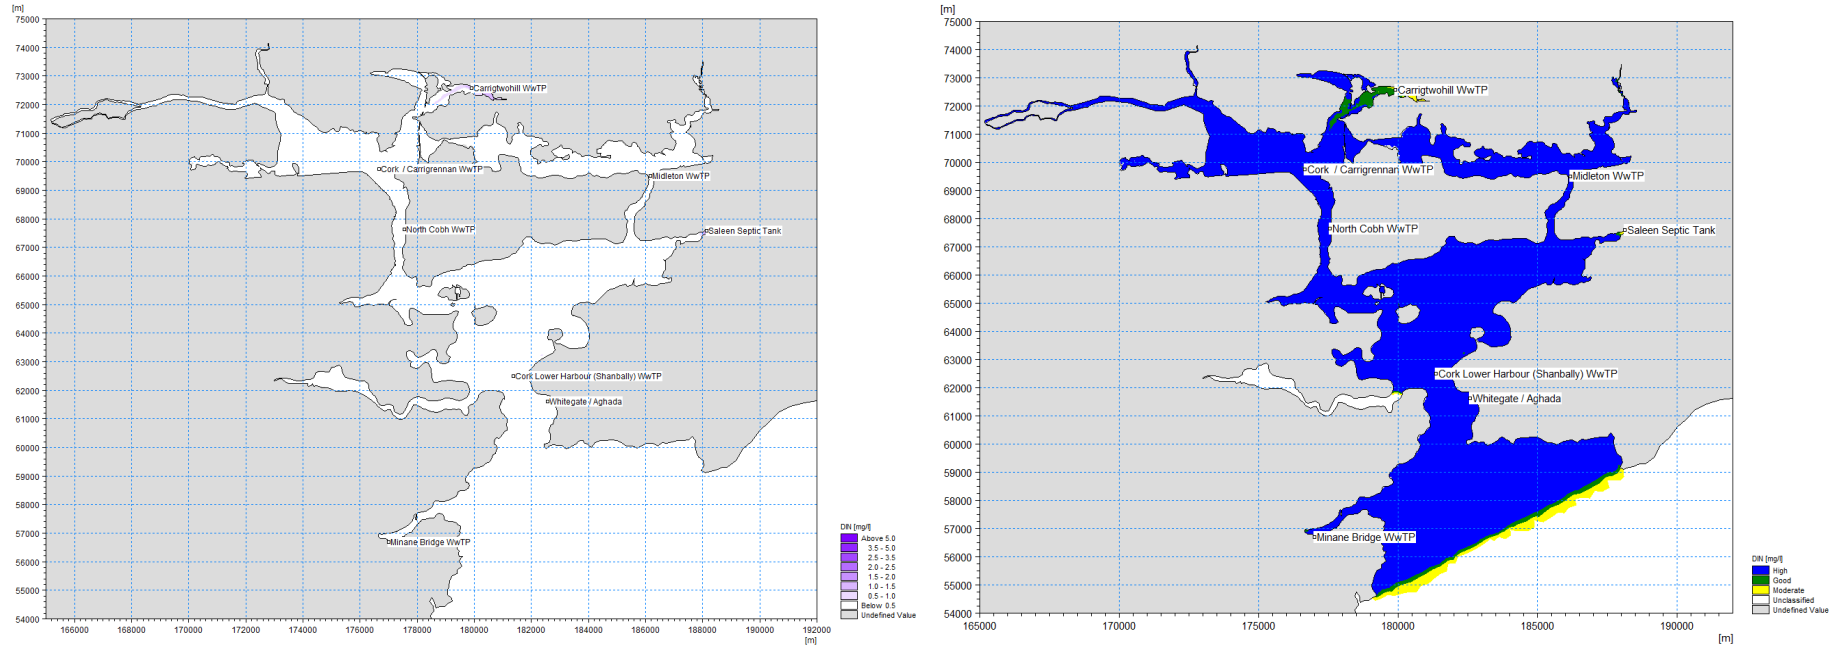 [m]
75000
74000
73000
72000
71000
70000
69000
68000
67000
66000
65000
64000
63000
62000
61000
60000
59000
58000
57000
56000
55000
54000
Carrigtwohill WwTP
Cork / Carrigrennan WwTP
Midleton WwTP
North Cobh WwTP
Saleen Septic Tank
Cork Lower Harbour (Shanbally) WwTP
Whitegate / Aghada
Minane Bridge WwTP
166000 168000 170000 172000 174000 176000 178000 180000 182000 184000 186000 188000 190000 192000
[m]
DIN [mg/l]
Above 5.0
3.5 - 5.0
2.5 - 3.5
2.0 - 2.5
1.5 - 2.0
1.0 - 1.5
0.5 - 1.0
Below 0.5
Undefined Value
[m]
75000
74000
73000
72000
71000
70000
69000
68000
67000
66000
65000
64000
63000
62000
61000
60000
59000
58000
57000
56000
55000
54000
Carrigtwohill WwTP
Cork / Carrigrennan WwTP
Midleton WwTP
North Cobh WwTP
Saleen Septic Tank
Cork Lower Harbour (Shanbally) WwTP
Whitegate / Aghada
Minane Bridge WwTP
165000 170000 175000 180000 185000 190000
[m]
DIN [mg/l]
High
Good
Moderate
Unclassified
Undefined Value